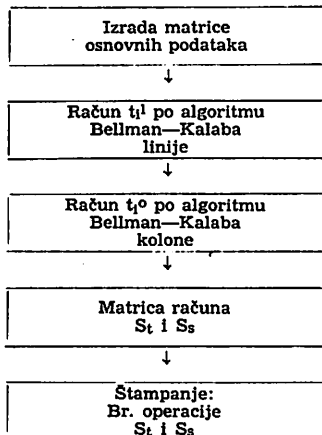 Izrada matrice
osnovnih podataka
↓
Račun tᵢ¹ po algoritmu
Bellman—Kalaba
linije
↓
Račun tᵢ⁰ po algoritmu
Bellman—Kalaba
kolone
↓
Matrica računa
Sₜ i Sₛ
↓
Štampanje:
Br. operacije
Sₜ i Sₛ